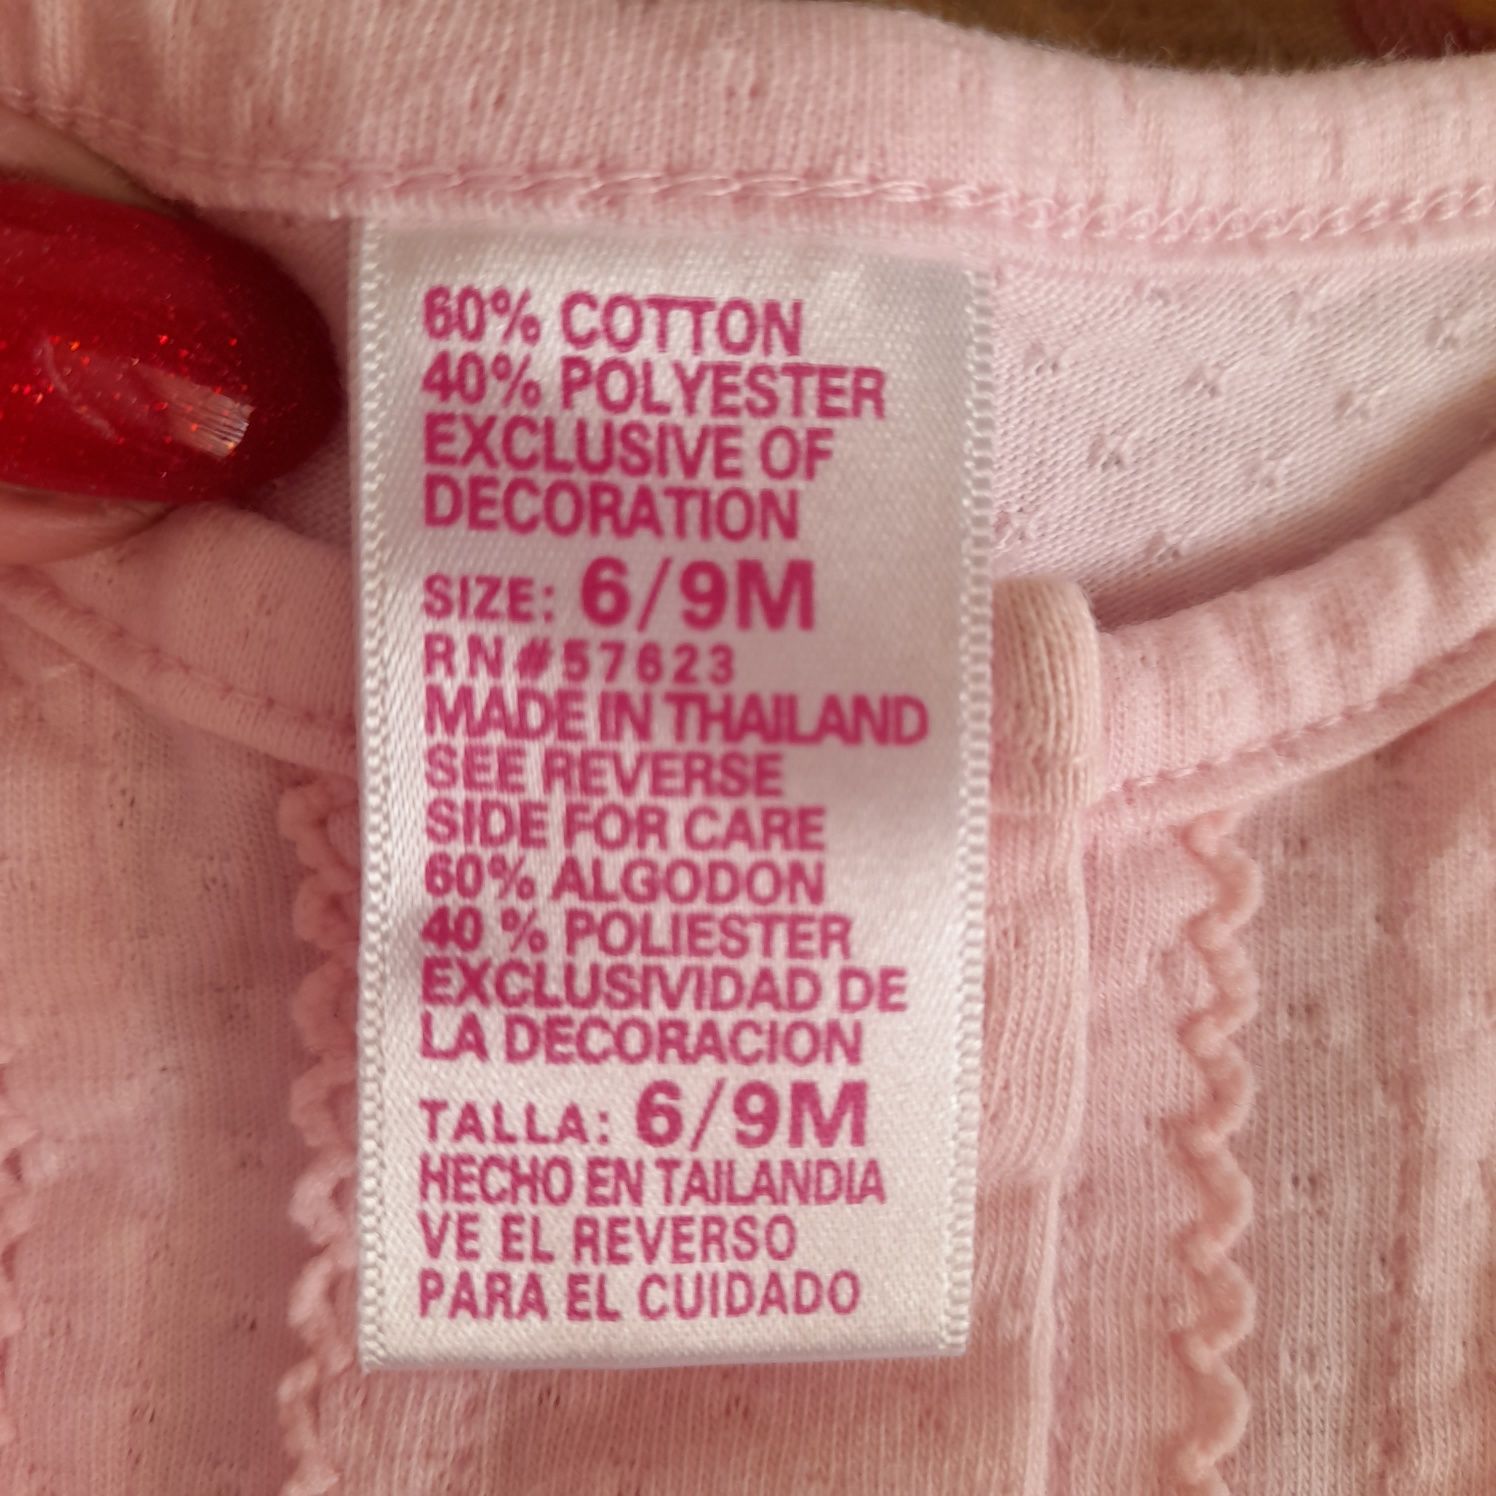 60% COTTON
40% POLYESTER
EXCLUSIVE OF
DECORATION
SIZE: 6/9M
RN#57623
MADE IN THAILAND
SEE REVERSE
SIDE FOR CARE
60% ALGODON
40 % POLIESTER
EXCLUSIVIDAD DE
LA DECORACION
TALLA: 6/9M
HECHO EN TAILANDIA
VE EL REVERSO
PARA EL CUIDADO